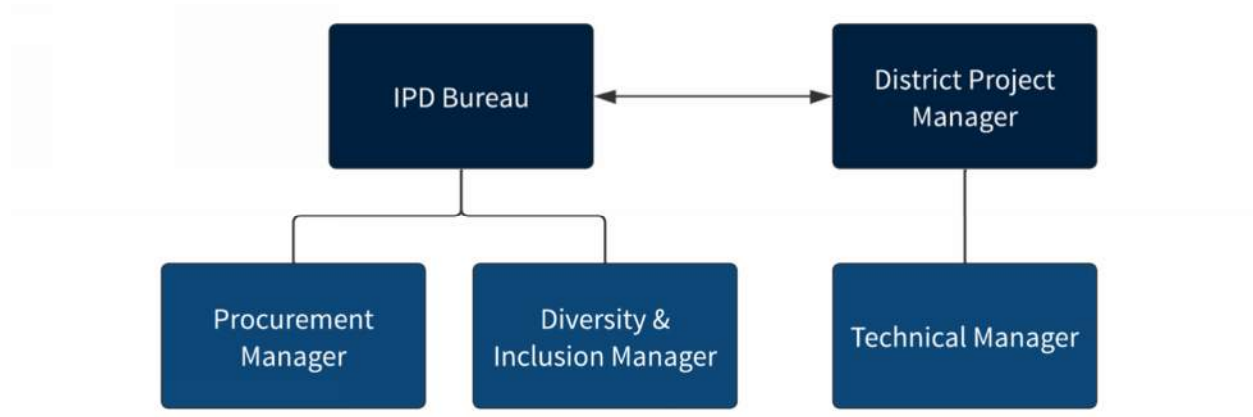 IPD Bureau
District Project
Manager
Procurement
Manager
Diversity &
Inclusion Manager
Technical Manager